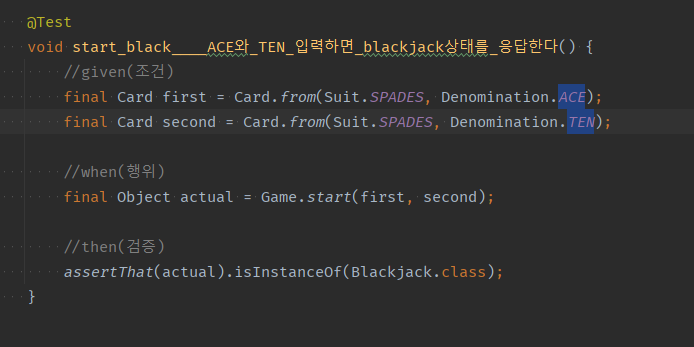 @Test
void start_black____ACE와_TEN_입력하면_blackjack상태를_응답한다() {
//given(조건)
final Card first = Card.from(Suit.SPADES, Denomination.ACE);
final Card second = Card.from(Suit.SPADES, Denomination.TEN);
//when(행위)
final Object actual = Game.start(first, second);
//then(검증)
assertThat(actual).isInstanceOf(Blackjack.class);
}